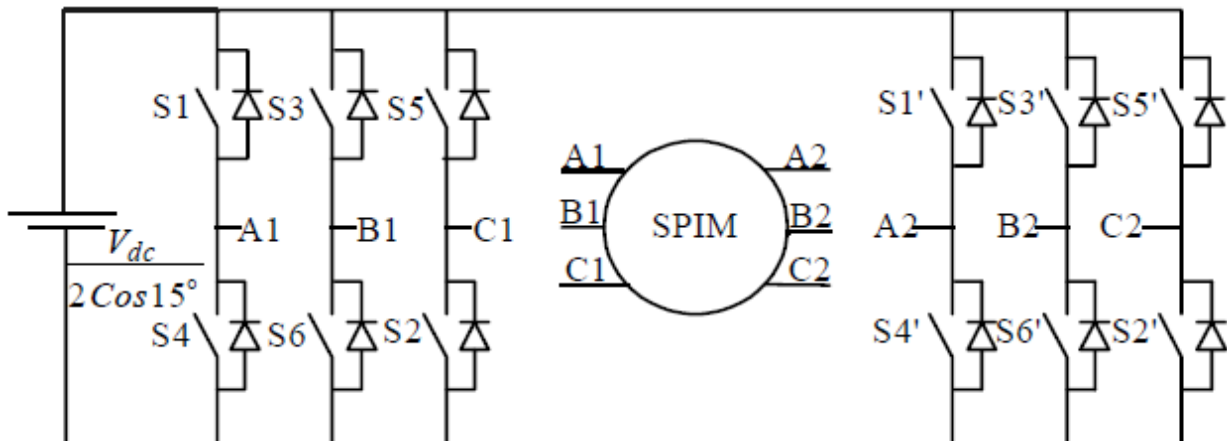 S1 S3 S5 S1' S3' S5'
A1 A2
B1 SPIM B2
C1 C2
A1 B1 C1 A2 B2 C2
V_dc
2Cos15°
S4 S6 S2 S4' S6' S2'